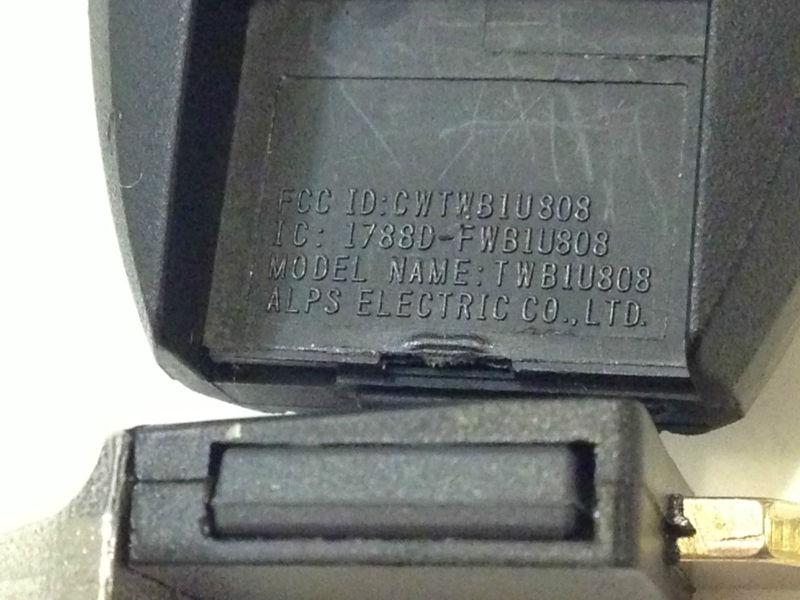 FCC ID:CWTWB1U808
IC: 1788D-FWB1U808
MODEL NAME:TWB1U808
ALPS ELECTRIC CO.,LTD.